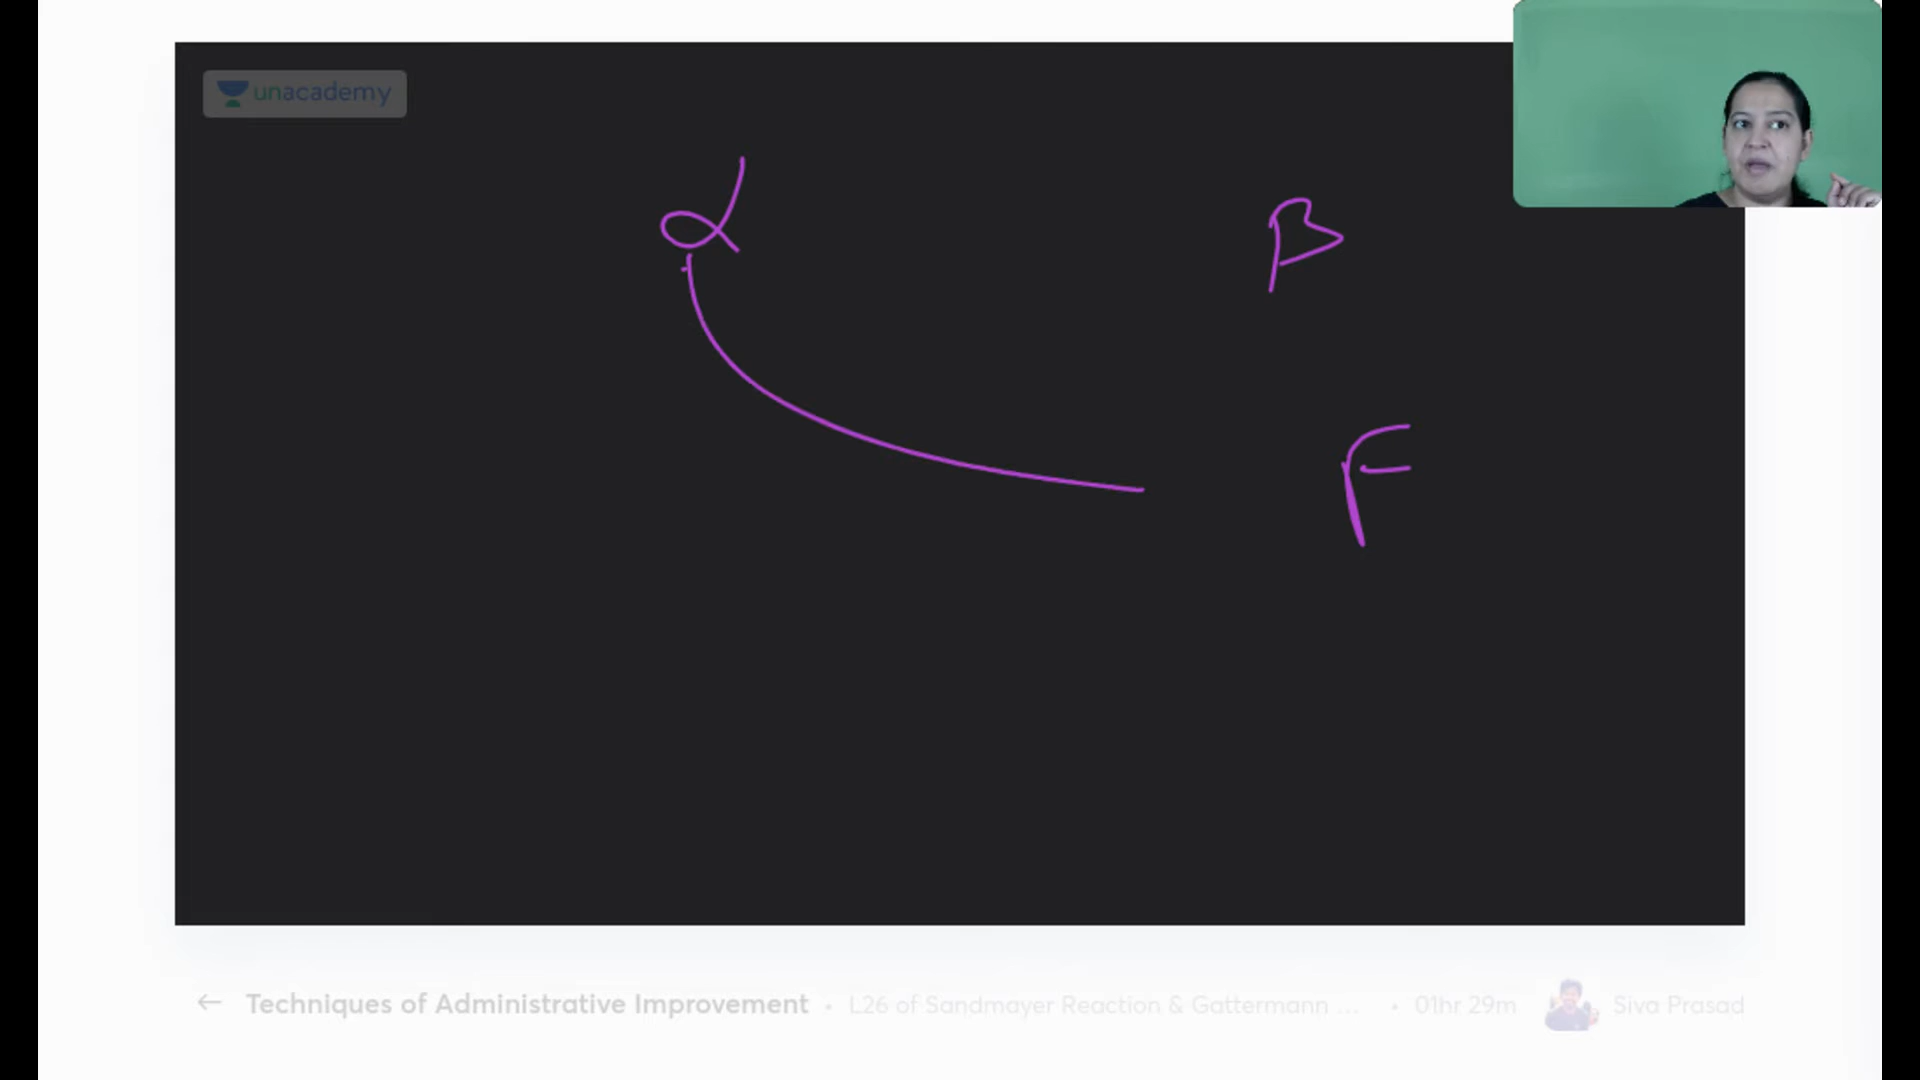 unacademy
α B
F
Techniques of Administrative Improvement • L26 of Sandmayer Reaction & Gattermann ... • 01hr 29m Siva Prasad